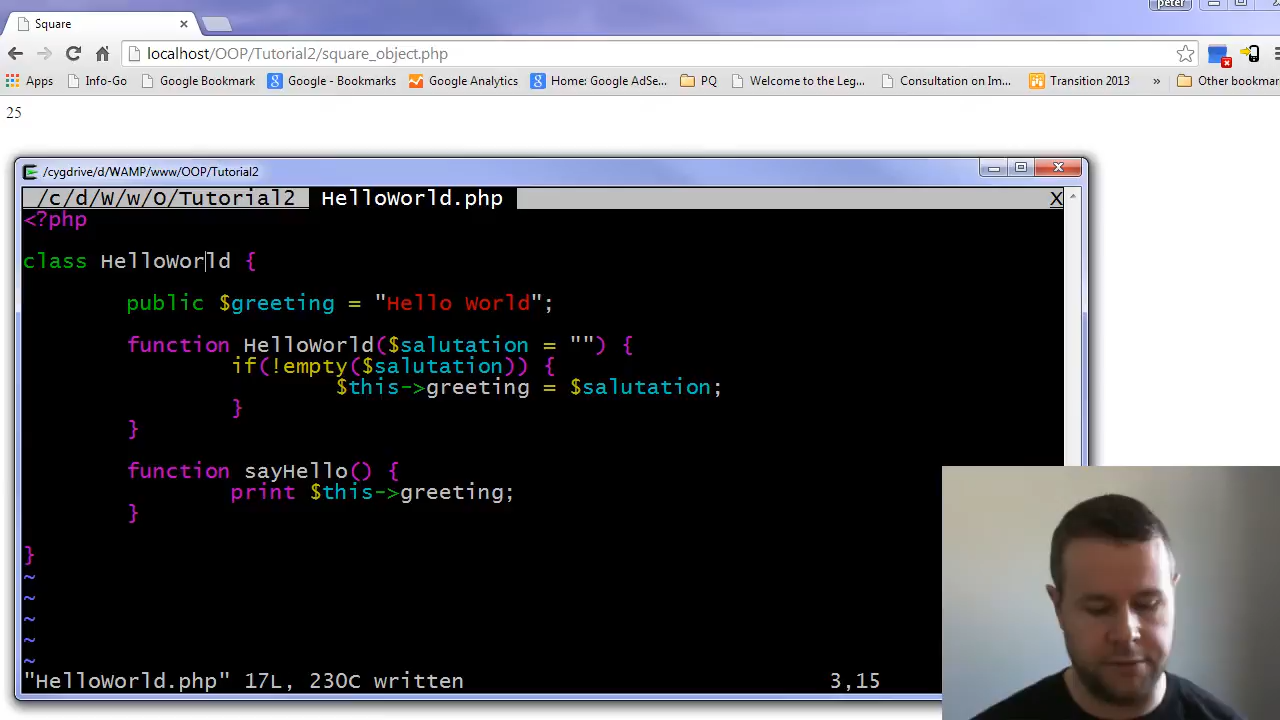 peter
Square
localhost/OOP/Tutorial2/square_object.php
Apps Info-Go Google Bookmark Google - Bookmarks Google Analytics Home: Google AdSe... PQ Welcome to the Leg... Consultation on Im... Transition 2013 » Other bookma
25
/cygdrive/d/WAMP/www/OOP/Tutorial2
/c/d/W/w/O/Tutorial2 HelloWorld.php X
<?php
class HelloWorld {
public $greeting = "Hello World";
function HelloWorld($salutation = "") {
if(!empty($salutation)) {
$this->greeting = $salutation;
}
}
function sayHello() {
print $this->greeting;
}
}
~
~
~
~
~
"HelloWorld.php" 17L, 230C written 3,15